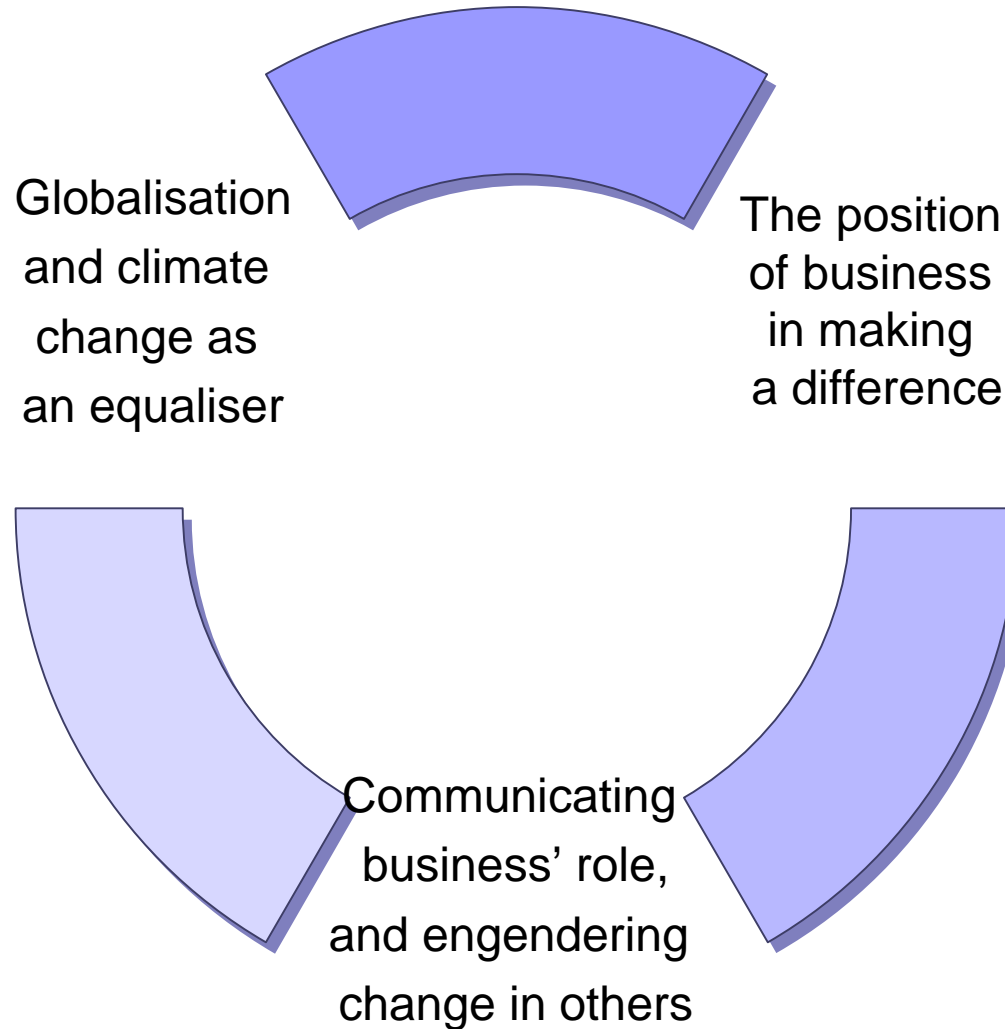 Globalisation
and climate
change as
an equaliser
The position
of business
in making
a difference
Communicating
business’ role,
and engendering
change in others